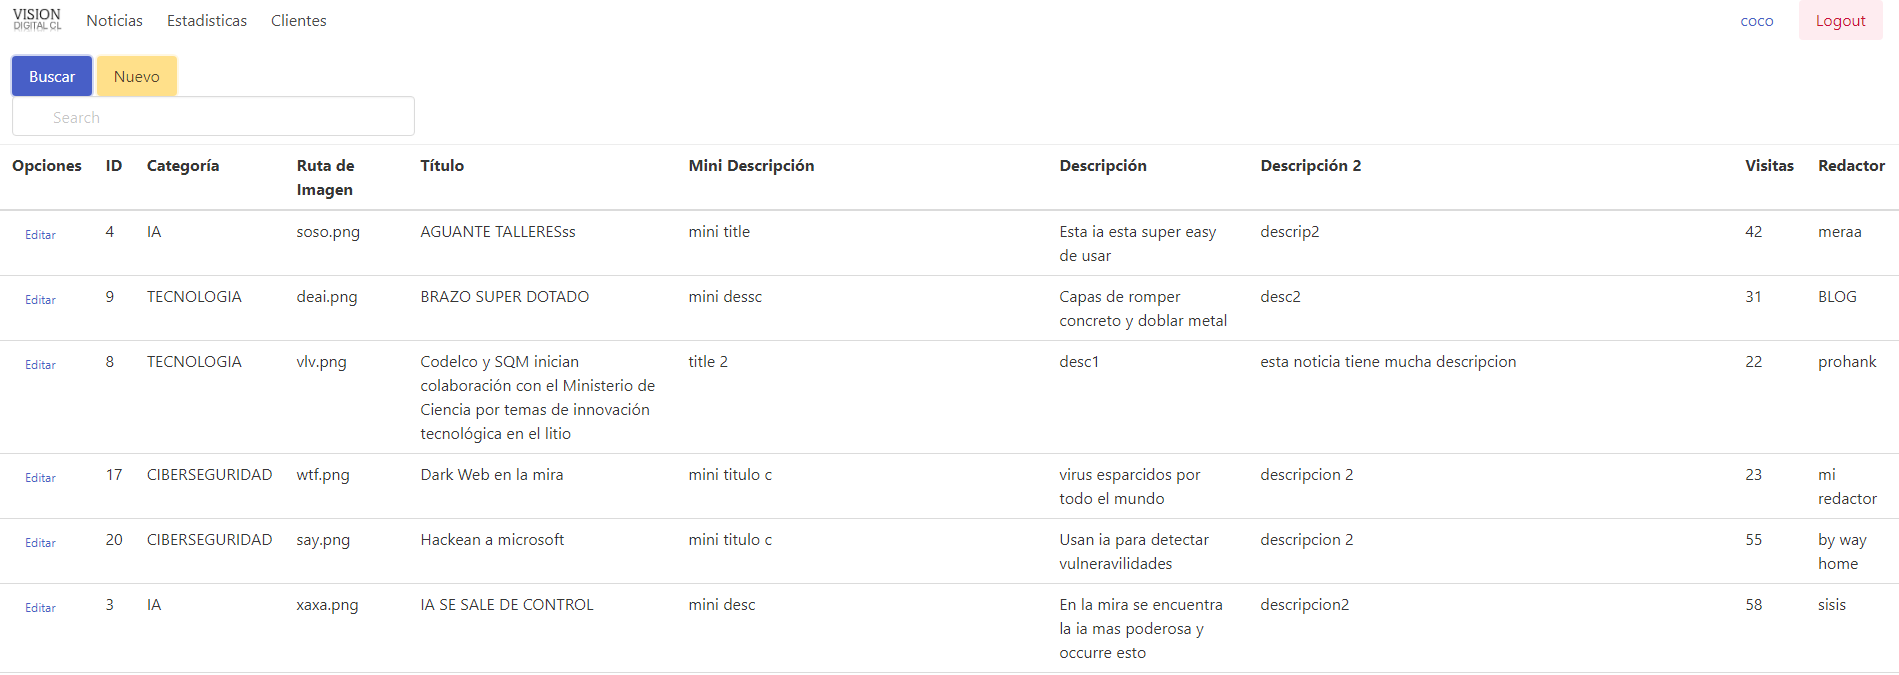 VISION
DIGITAL CL
Noticias Estadisticas Clientes coco Logout
Buscar Nuevo
Search
Opciones ID Categoría Ruta de Imagen Título Mini Descripción Descripción Descripción 2 Visitas Redactor
Editar 4 IA soso.png AGUANTE TALLERESss mini title Esta ia esta super easy de usar descrip2 42 meraa
Editar 9 TECNOLOGIA deai.png BRAZO SUPER DOTADO mini dessc Capas de romper concreto y doblar metal desc2 31 BLOG
Editar 8 TECNOLOGIA vlv.png Codelco y SQM inician colaboración con el Ministerio de Ciencia por temas de innovación tecnológica en el litio title 2 desc1 esta noticia tiene mucha descripcion 22 prohank
Editar 17 CIBERSEGURIDAD wtf.png Dark Web en la mira mini titulo c virus esparcidos por todo el mundo descripcion 2 23 mi redactor
Editar 20 CIBERSEGURIDAD say.png Hackean a microsoft mini titulo c Usan ia para detectar vulneravilidades descripcion 2 55 by way home
Editar 3 IA xaxa.png IA SE SALE DE CONTROL mini desc En la mira se encuentra la ia mas poderosa y occurre esto descripcion2 58 sisis